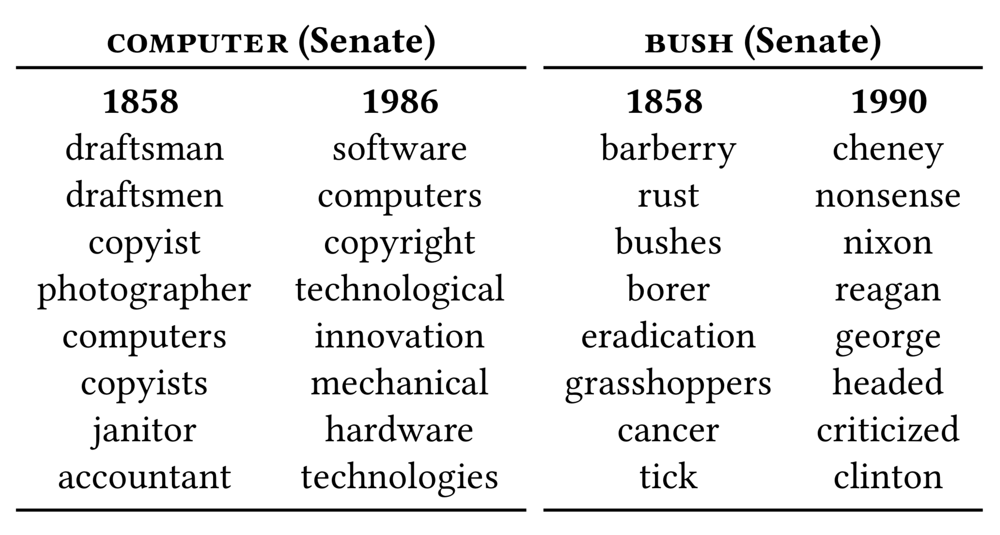 COMPUTER (Senate) BUSH (Senate)
1858 1986 1858 1990
draftsman software barberry cheney
draftsmen computers rust nonsense
copyist copyright bushes nixon
photographer technological borer reagan
computers innovation eradication george
copyists mechanical grasshoppers headed
janitor hardware cancer criticized
accountant technologies tick clinton